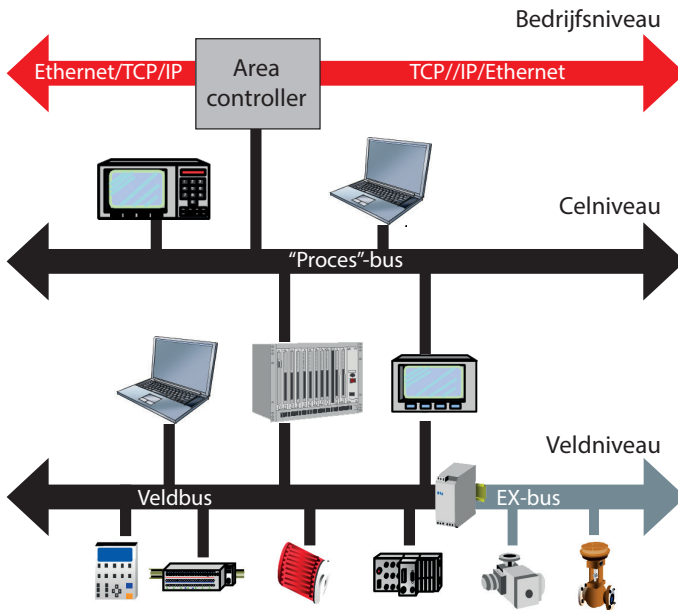 Bedrijfsniveau
Ethernet/TCP/IP
Area
controller
TCP//IP/Ethernet
Celniveau
“Proces”-bus
Veldniveau
Veldbus
EX-bus